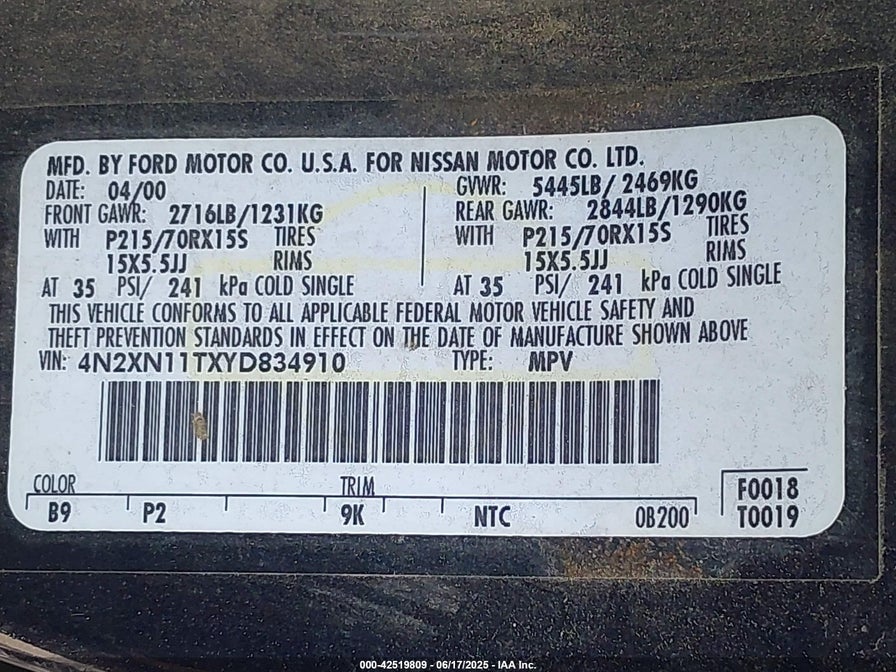 MFD. BY FORD MOTOR CO. U.S.A. FOR NISSAN MOTOR CO. LTD.
DATE: 04/00 GVWR: 5445LB/ 2469KG
FRONT GAWR: 2716LB/1231KG REAR GAWR: 2844LB/1290KG
WITH P215/70RX15S TIRES WITH P215/70RX15S TIRES
15X5.5JJ RIMS 15X5.5JJ RIMS
AT 35 PSI/ 241 kPa COLD SINGLE AT 35 PSI/ 241 kPa COLD SINGLE
THIS VEHICLE CONFORMS TO ALL APPLICABLE FEDERAL MOTOR VEHICLE SAFETY AND
THEFT PREVENTION STANDARDS IN EFFECT ON THE DATE OF MANUFACTURE SHOWN ABOVE
VIN: 4N2XN11TXYD834910 TYPE: MPV
COLOR TRIM F0018
B9 P2 9K NTC 0B200 T0019
000-42519809 - 06/17/2025 - IAA Inc.